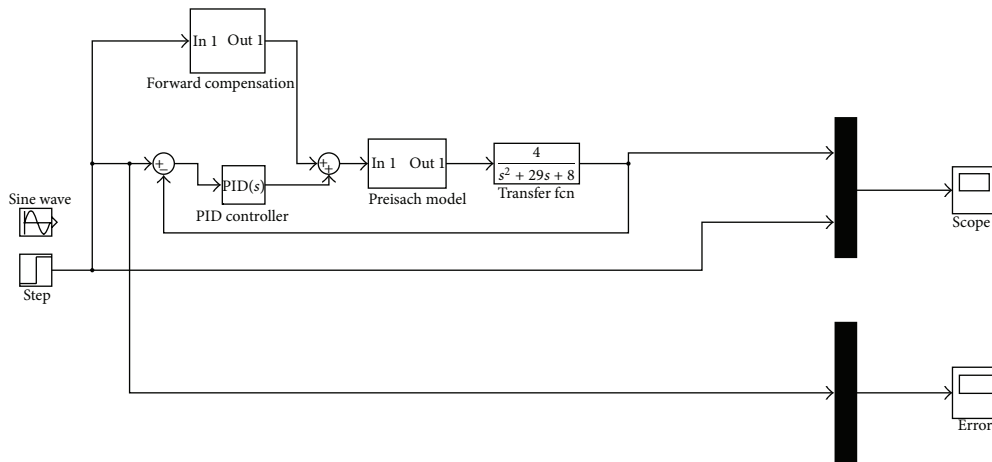 In 1 Out 1
Forward compensation
+
−
PID(s)
PID controller
+
+
In 1 Out 1
Preisach model
4
s² + 29s + 8
Transfer fcn
Sine wave
Step
Scope
Error